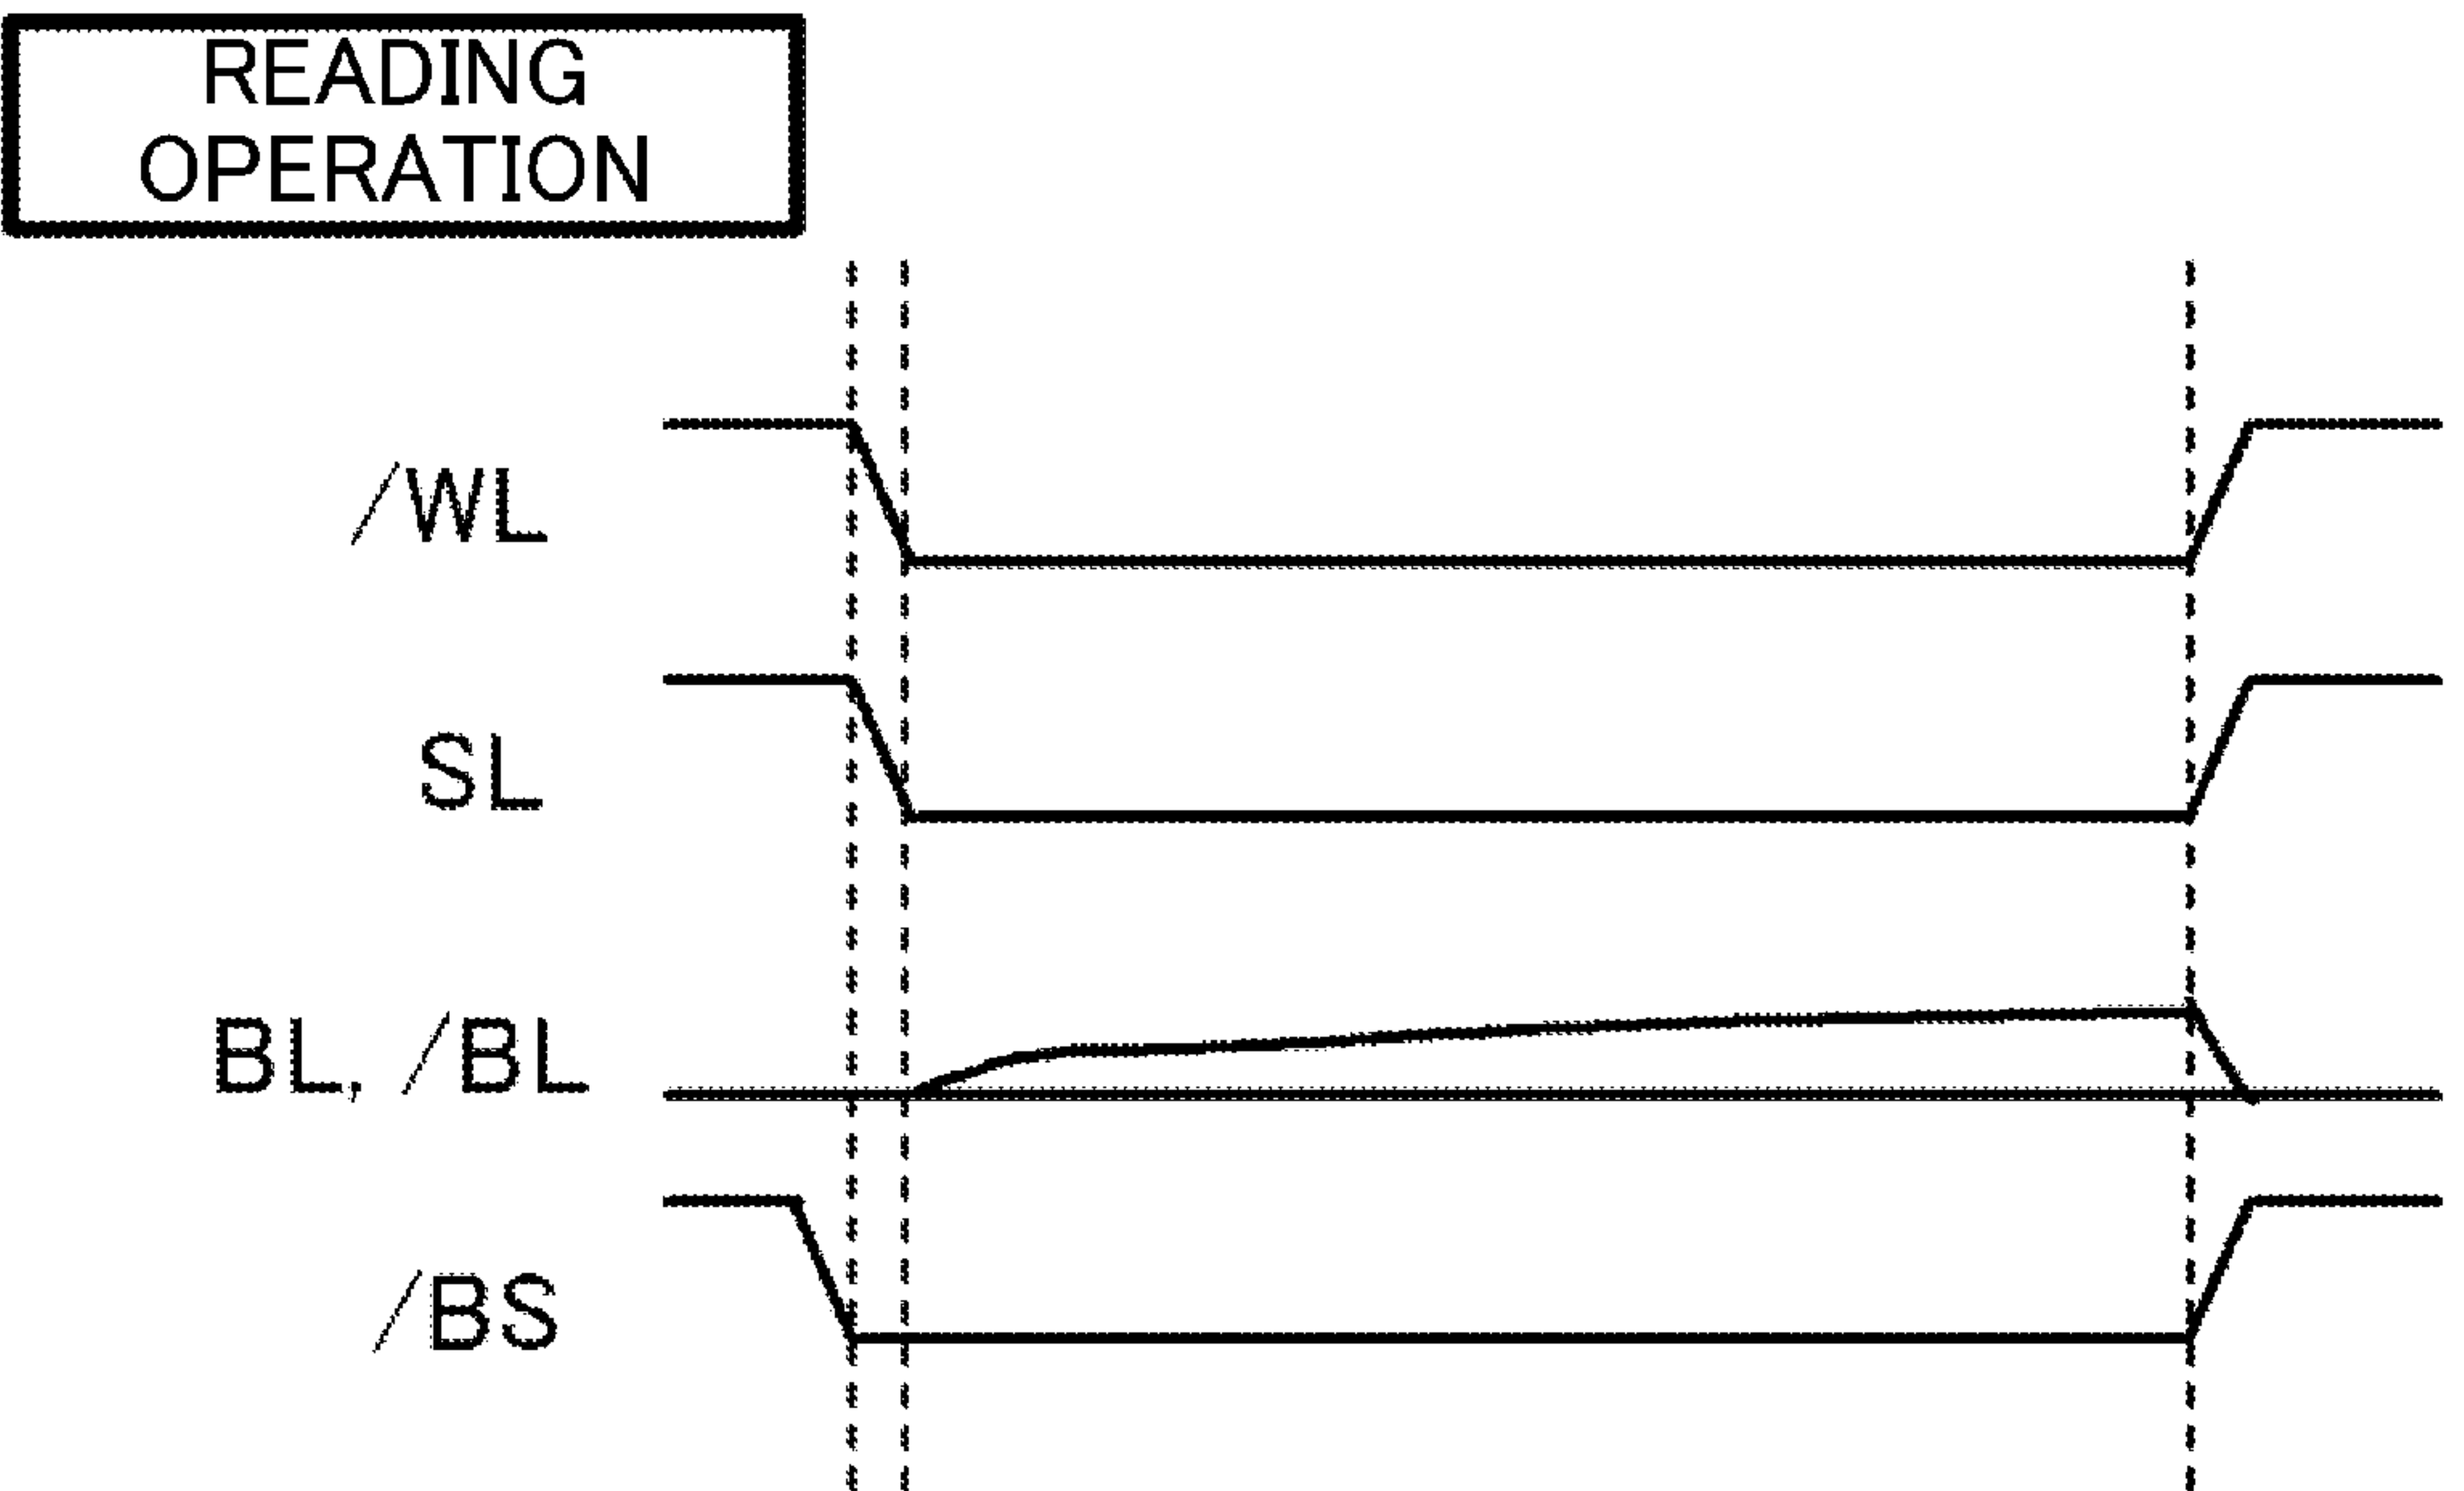 READING
OPERATION
/WL
SL
BL, /BL
/BS